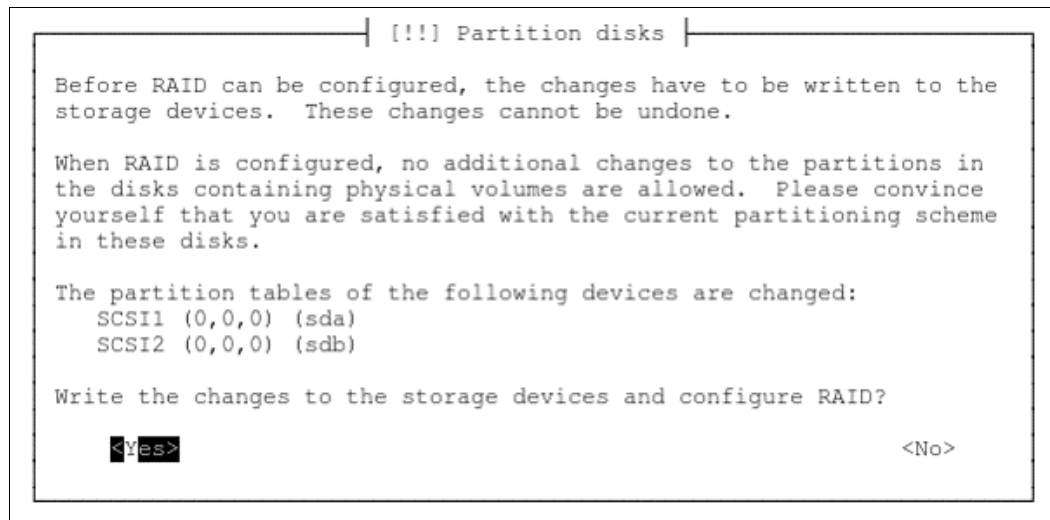 [!!] Partition disks
Before RAID can be configured, the changes have to be written to the
storage devices.  These changes cannot be undone.
When RAID is configured, no additional changes to the partitions in
the disks containing physical volumes are allowed.  Please convince
yourself that you are satisfied with the current partitioning scheme
in these disks.
The partition tables of the following devices are changed:
SCSI1 (0,0,0) (sda)
SCSI2 (0,0,0) (sdb)
Write the changes to the storage devices and configure RAID?
<Yes> <No>